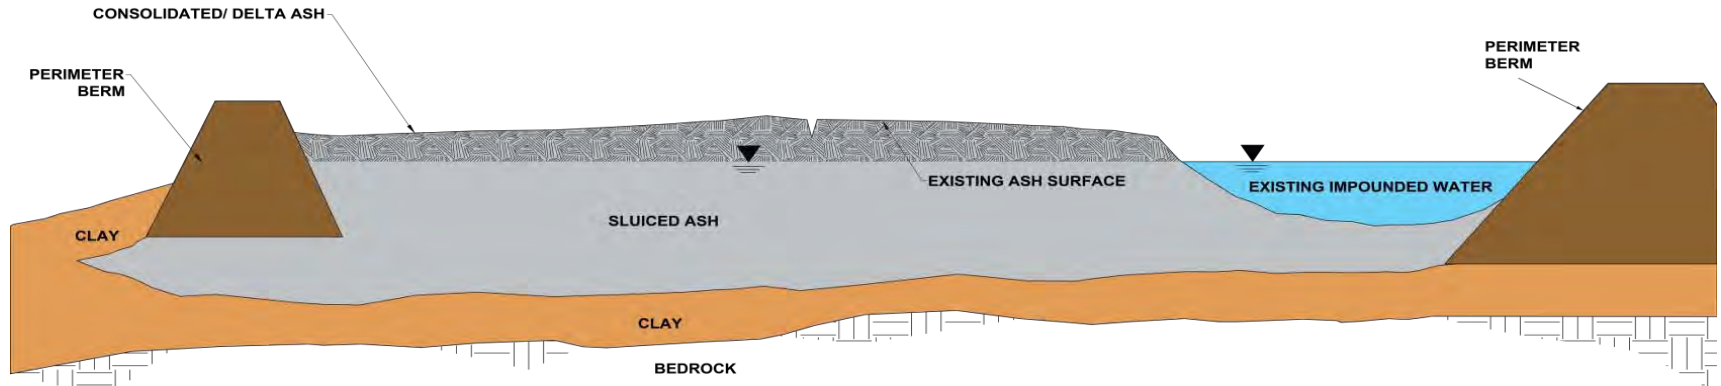 CONSOLIDATED/ DELTA ASH
PERIMETER
BERM
PERIMETER
BERM
EXISTING ASH SURFACE
EXISTING IMPOUNDED WATER
SLUICED ASH
CLAY
CLAY
BEDROCK